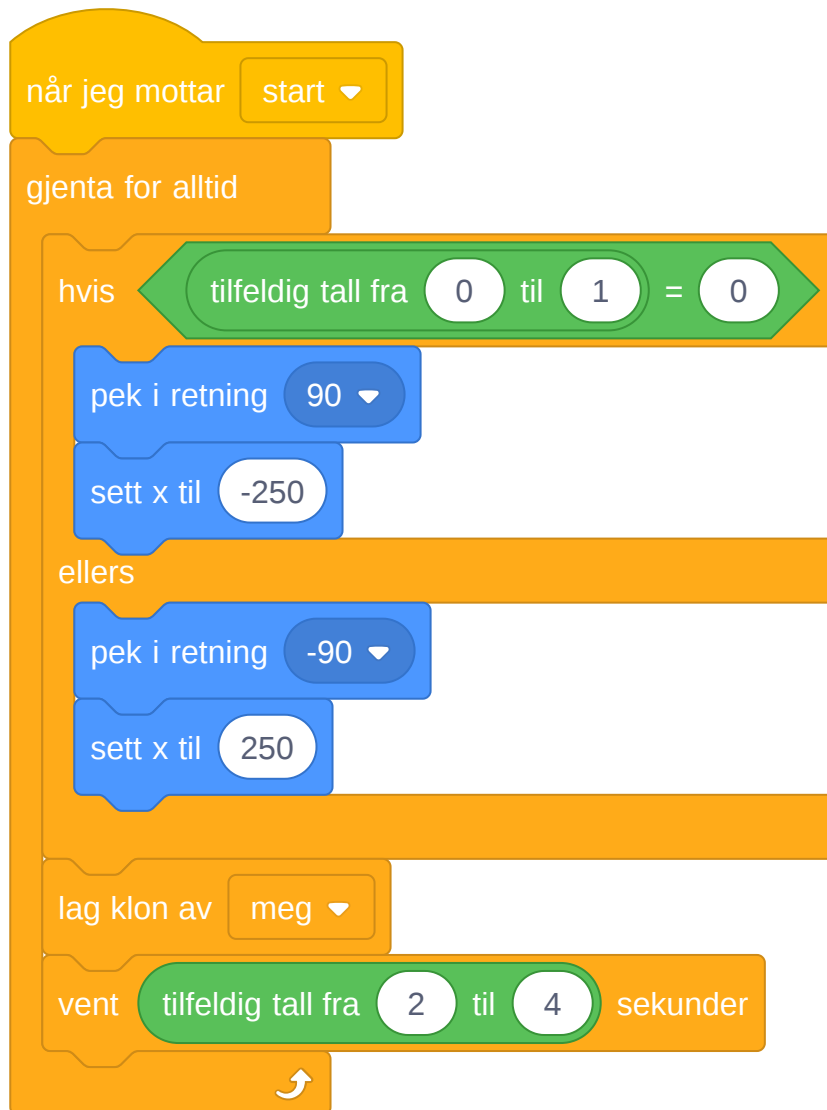 når jeg mottar start
gjenta for alltid
hvis tilfeldig tall fra 0 til 1 = 0
pek i retning 90
sett x til -250
ellers
pek i retning -90
sett x til 250
lag klon av meg
vent tilfeldig tall fra 2 til 4 sekunder